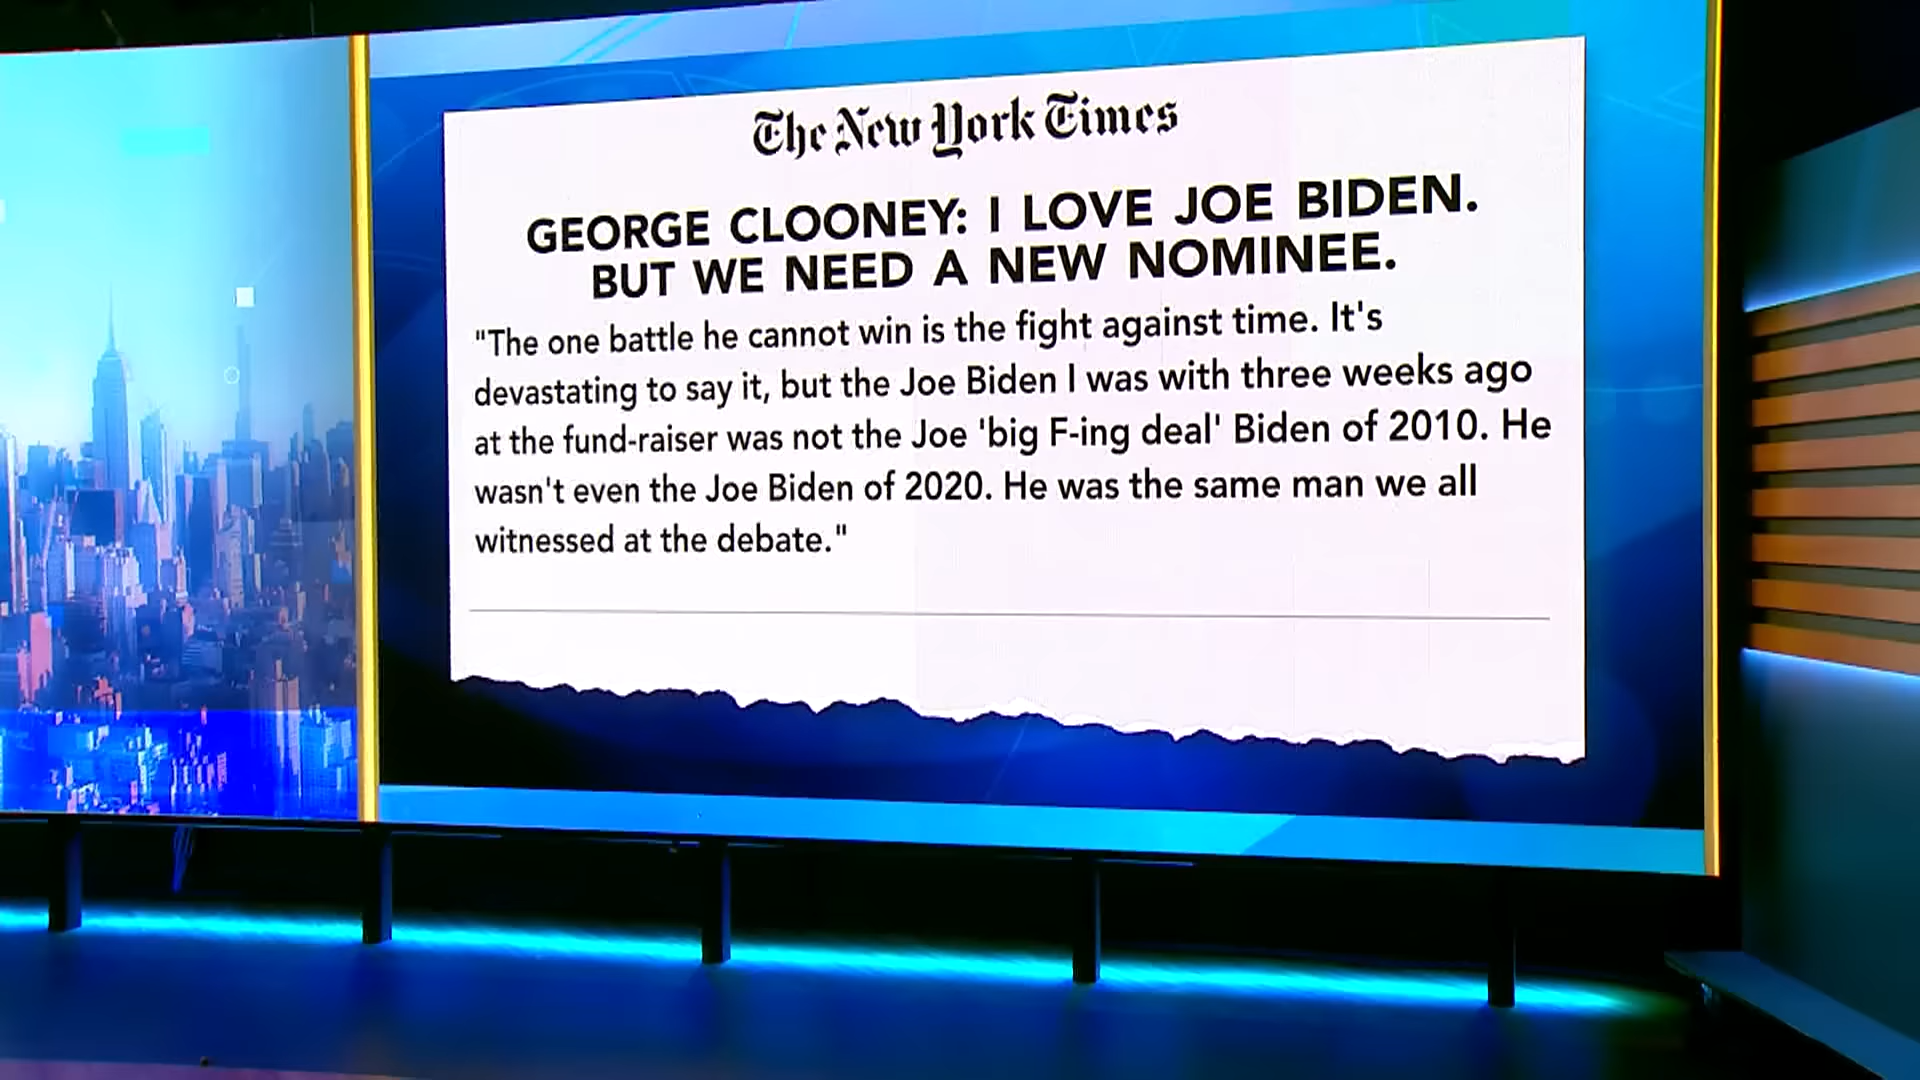 The New York Times
GEORGE CLOONEY: I LOVE JOE BIDEN.
BUT WE NEED A NEW NOMINEE.
"The one battle he cannot win is the fight against time. It's
devastating to say it, but the Joe Biden I was with three weeks ago
at the fund-raiser was not the Joe 'big F-ing deal' Biden of 2010. He
wasn't even the Joe Biden of 2020. He was the same man we all
witnessed at the debate."